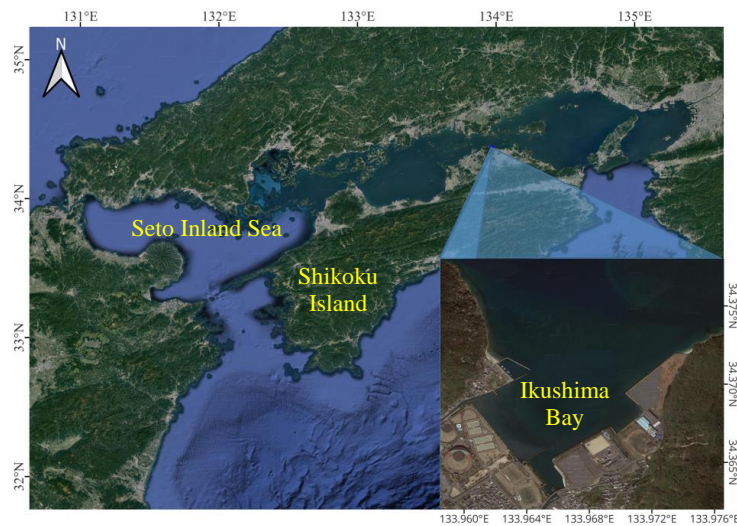 131°E 132°E 133°E 134°E 135°E
N
35°N
34°N
33°N
32°N
Seto Inland Sea
Shikoku
Island
Ikushima
Bay
34.375°N
34.370°N
34.365°N
133.960°E 133.964°E 133.968°E 133.972°E 133.976°E